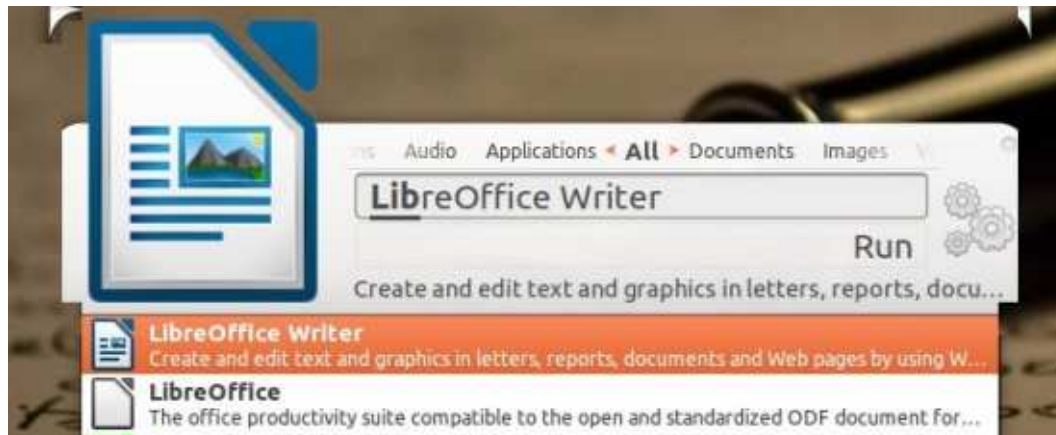 Audio Applications All Documents Images
LibreOffice Writer
Run
Create and edit text and graphics in letters, reports, docu...
LibreOffice Writer
Create and edit text and graphics in letters, reports, documents and Web pages by using W...
LibreOffice
The office productivity suite compatible to the open and standardized ODF document for...